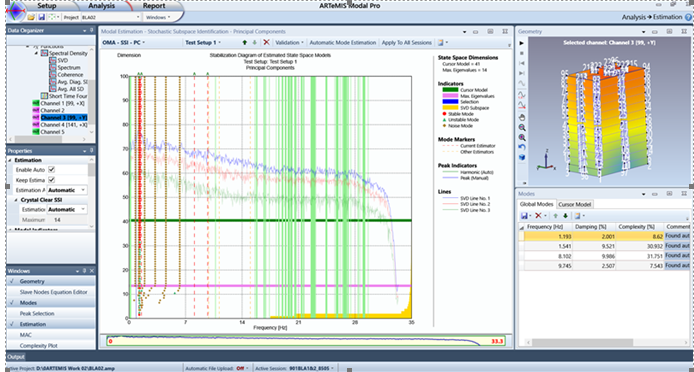 ARTeMIS Modal Pro
Setup Analysis Report
Project: BLA02 Windows
Analysis Estimation
Data Organizer
Functions
Spectral Density
SVD
Spectrum
Coherence
Avg. Diag.
Avg. All SD
Short Time Four
Channel 1 [99, +X]
Channel 2 [99, +Y]
Channel 4 [141, +X]
Channel 5
Properties
Estimation
Enable Auto
Keep Estima
Estimation A Automatic
Crystal Clear SSI
Estimatio Automatic
Maximum 14
Modal Indicators
Windows:
Geometry
Slave Nodes Equation Editor
Modes
Peak Selection
Estimation
MAC
Complexity Plot
Output
Modal Estimation - Stochastic Subspace Identification - Principal Components
OMA - SSI - PC Test Setup 1 Validation Automatic Mode Estimation Apply To All Sessions
Dimension
Stabilization Diagram of Estimated State Space Models
Test Setup: Test Setup 1
Principal Components
100
90
80
70
60
50
40
30
20
10
0
0 7 14 21 28 35
Frequency [Hz]
State Space Dimensions
Cursor Model = 41
Max. Eigenvalues = 14
Indicators
Cursor Model
Max. Eigenvalues
Selection
SVD Subspace
Stable Mode
Unstable Mode
Noise Mode
Mode Markers
Current Estimator
Other Estimators
Peak Indicators
Harmonic (Auto)
Peak (Manual)
Lines
SVD Line No. 1
SVD Line No. 2
SVD Line No. 3
0 33.3
Geometry
Selected channel: Channel 3 [99, +Y]
Modes
Global Modes Cursor Model
Frequency [Hz] Damping [%] Complexity [%] Comment
1.193 2.001 8.62 Found aut
1.541 9.521 30.932 Found aut
8.102 9.986 31.751 Found aut
9.745 2.507 7.543 Found aut
Active Project: D:\ARTEMIS Work 02\BLA02.amp Automatic File Upload: Off Active Session: 901BLA1&2_8585